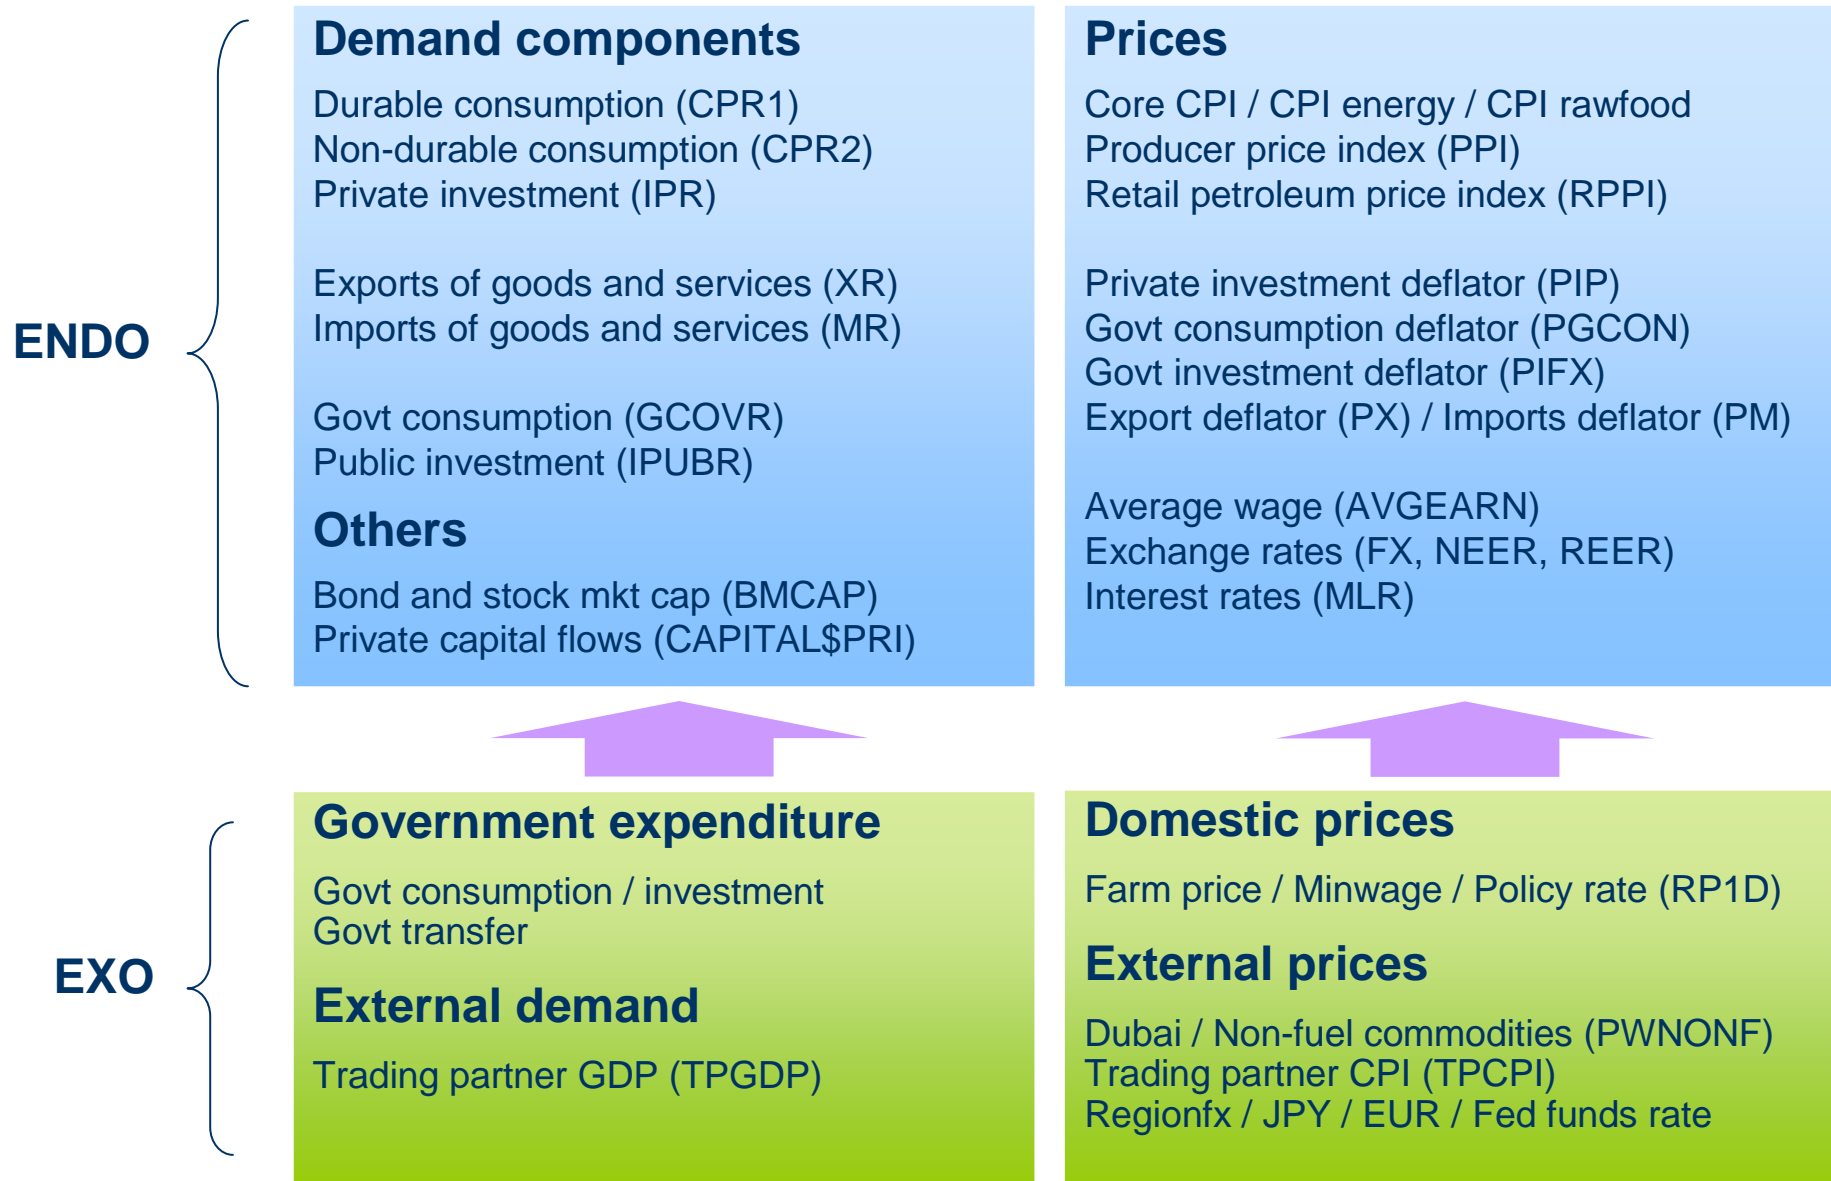 ENDO
Demand components
Durable consumption (CPR1)
Non-durable consumption (CPR2)
Private investment (IPR)
Exports of goods and services (XR)
Imports of goods and services (MR)
Govt consumption (GCOVR)
Public investment (IPUBR)
Others
Bond and stock mkt cap (BMCAP)
Private capital flows (CAPITAL$PRI)
Prices
Core CPI / CPI energy / CPI rawfood
Producer price index (PPI)
Retail petroleum price index (RPPI)
Private investment deflator (PIP)
Govt consumption deflator (PGCON)
Govt investment deflator (PIFX)
Export deflator (PX) / Imports deflator (PM)
Average wage (AVGEARN)
Exchange rates (FX, NEER, REER)
Interest rates (MLR)
EXO
Government expenditure
Govt consumption / investment
Govt transfer
External demand
Trading partner GDP (TPGDP)
Domestic prices
Farm price / Minwage / Policy rate (RP1D)
External prices
Dubai / Non-fuel commodities (PWNONF)
Trading partner CPI (TPCPI)
Regionfx / JPY / EUR / Fed funds rate